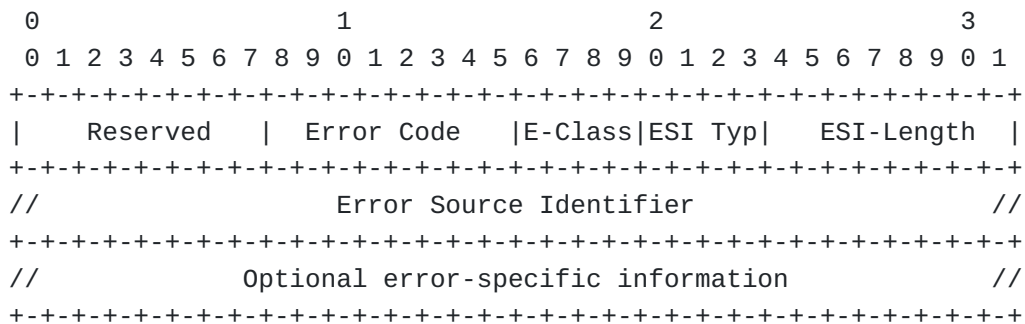 0                   1                   2                   3
 0 1 2 3 4 5 6 7 8 9 0 1 2 3 4 5 6 7 8 9 0 1 2 3 4 5 6 7 8 9 0 1
+-+-+-+-+-+-+-+-+-+-+-+-+-+-+-+-+-+-+-+-+-+-+-+-+-+-+-+-+-+-+-+-+
|    Reserved   |  Error Code   |E-Class|ESI Typ|   ESI-Length  |
+-+-+-+-+-+-+-+-+-+-+-+-+-+-+-+-+-+-+-+-+-+-+-+-+-+-+-+-+-+-+-+-+
//                   Error Source Identifier                   //
+-+-+-+-+-+-+-+-+-+-+-+-+-+-+-+-+-+-+-+-+-+-+-+-+-+-+-+-+-+-+-+-+
//             Optional error-specific information             //
+-+-+-+-+-+-+-+-+-+-+-+-+-+-+-+-+-+-+-+-+-+-+-+-+-+-+-+-+-+-+-+-+